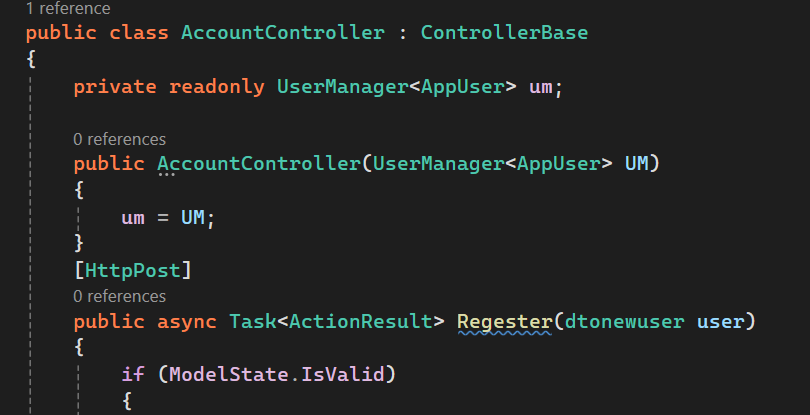 1 reference
public class AccountController : ControllerBase
{
private readonly UserManager<AppUser> um;
0 references
public AccountController(UserManager<AppUser> UM)
{
um = UM;
}
[HttpPost]
0 references
public async Task<ActionResult> Regester(dtonewuser user)
{
if (ModelState.IsValid)
{